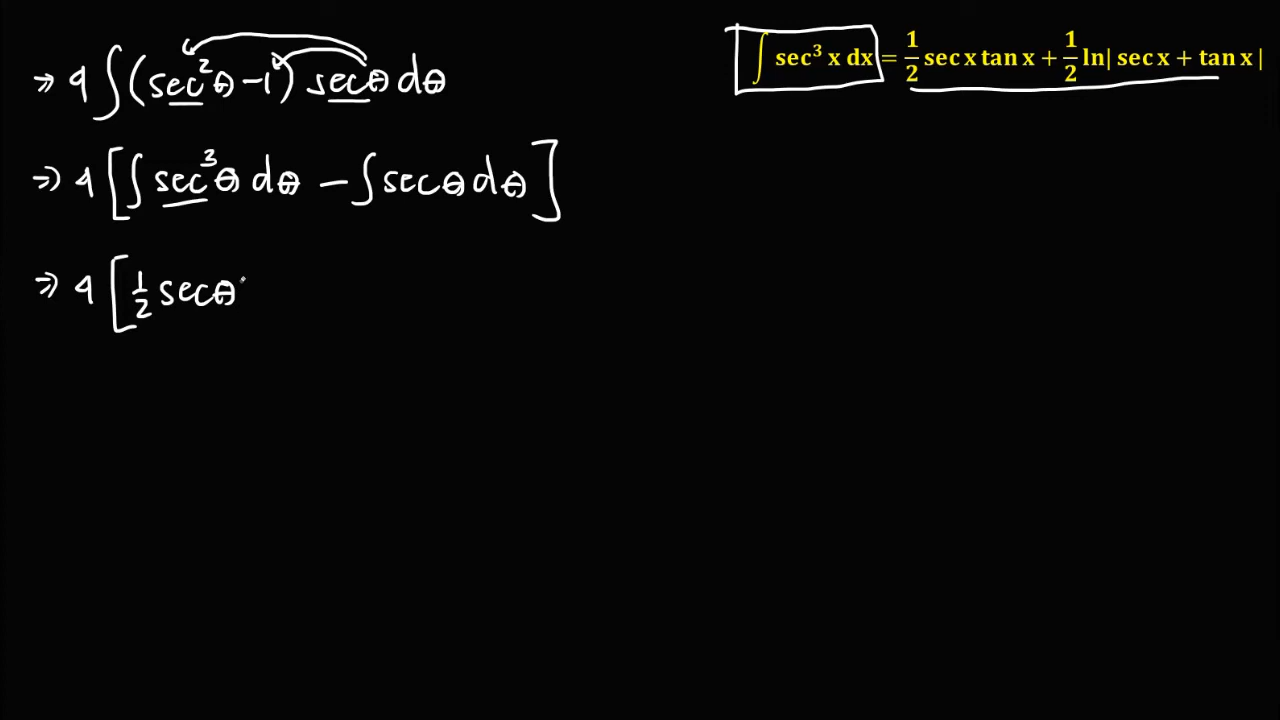 ⇒ 4 ∫ (sec²θ − 1) secθ dθ
∫ sec³ x dx = 1/2 sec x tan x + 1/2 ln| sec x + tan x |
⇒ 4 [ ∫ sec³θ dθ − ∫ secθ dθ ]
⇒ 4 [ 1/2 secθ